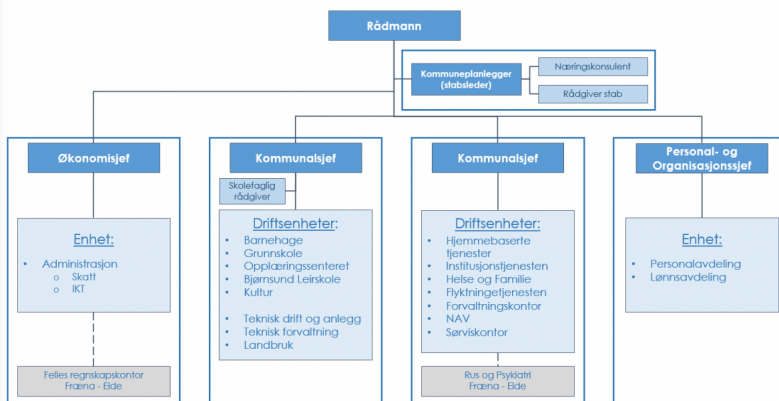 Rådmann
Kommuneplanlegger
(stabsleder)
Næringskonsulent
Rådgiver stab
Økonomisjef
Enhet:
• Administrasjon
o Skatt
o IKT
Felles regnskapskontor
Fræna - Eide
Kommunalsjef
Skolefaglig
rådgiver
Driftsenheter:
• Barnehage
• Grunnskole
• Opplæringssenteret
• Bjørnsund Leirskole
• Kultur
• Teknisk drift og anlegg
• Teknisk forvaltning
• Landbruk
Kommunalsjef
Driftsenheter:
• Hjemmebaserte
tjenester
• Institusjonstjenesten
• Helse og Familie
• Flyktningetjenesten
• Forvaltningskontor
• NAV
• Sørviskontor
Rus og Psykiatri
Fræna - Eide
Personal- og
Organisasjonssjef
Enhet:
• Personalavdeling
• Lønnsavdeling